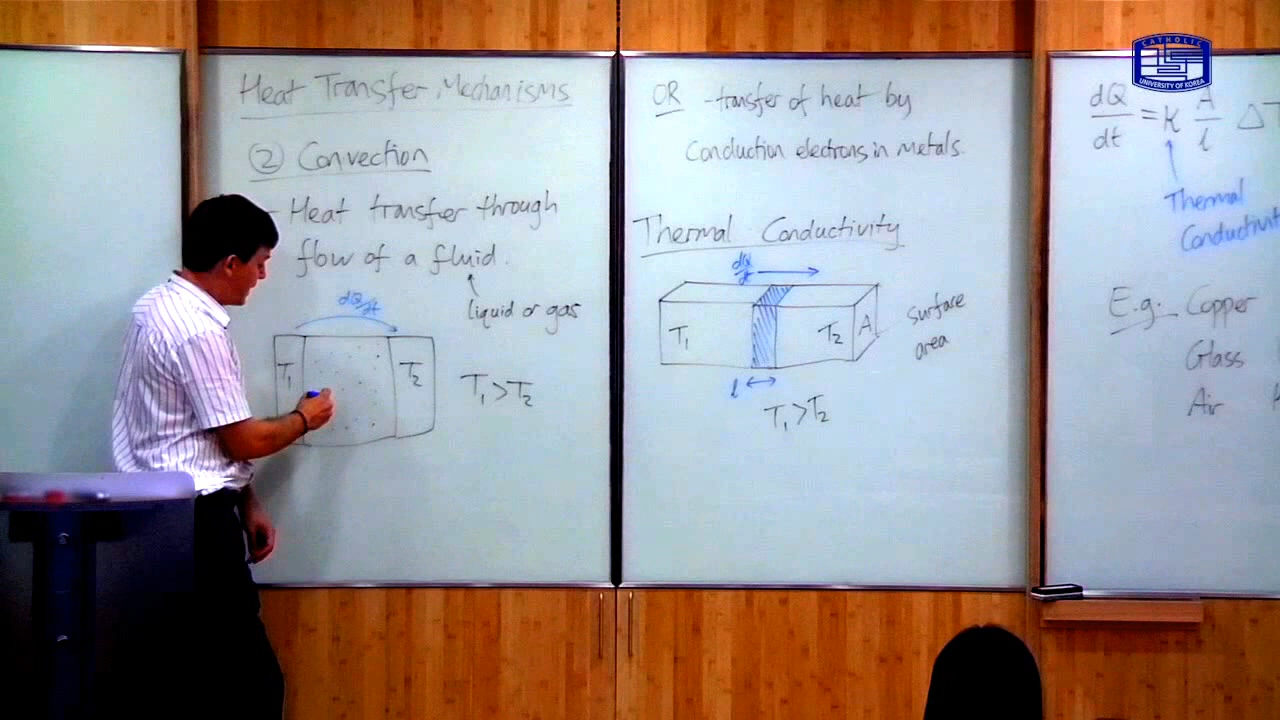 Heat Transfer Mechanisms
② Convection
- Heat transfer through
flow of a fluid.
liquid or gas
dQ/dt
T₁
T₂
T₁ > T₂
OR - transfer of heat by
Conduction electrons in metals.
Thermal Conductivity
dQ/dt
T₁
T₂
A
surface
area
l
T₁ > T₂
CATHOLIC
UNIVERSITY OF KOREA
dQ/dt = k A/l ΔT
Thermal
E.g. Copper
Glass
Air